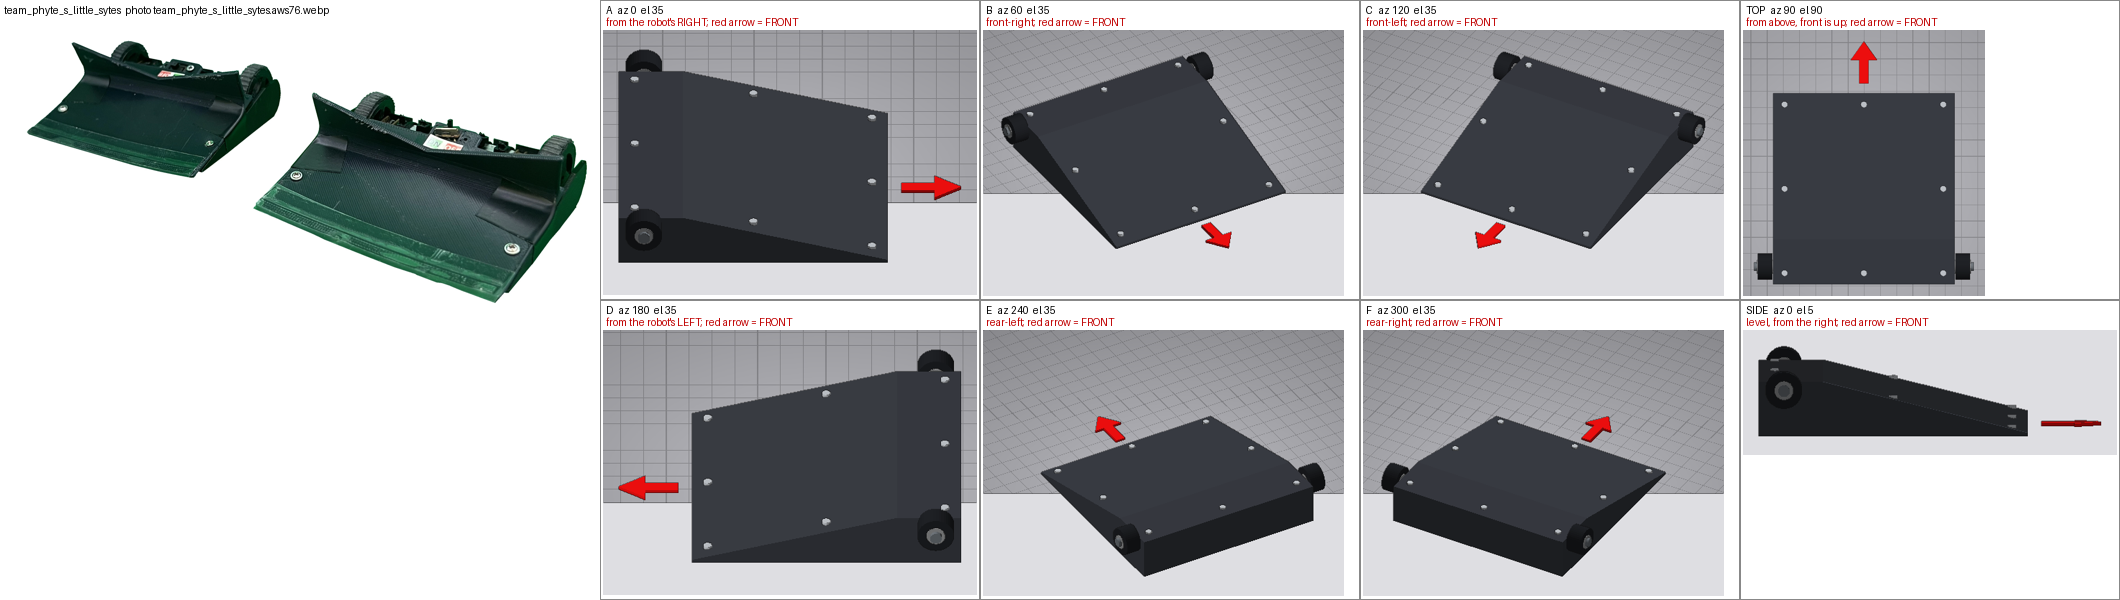 team_phyte_s_little_sytes photo team_phyte_s_little_sytes.aws76.webp
A az 0 el 35
from the robot's RIGHT; red arrow = FRONT
B az 60 el 35
front-right; red arrow = FRONT
C az 120 el 35
front-left; red arrow = FRONT
TOP az 90 el 90
from above, front is up; red arrow = FRONT
D az 180 el 35
from the robot's LEFT; red arrow = FRONT
E az 240 el 35
rear-left; red arrow = FRONT
F az 300 el 35
rear-right; red arrow = FRONT
SIDE az 0 el 5
level, from the right; red arrow = FRONT